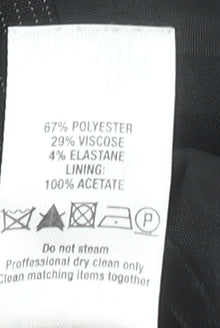 67% POLYESTER
29% VISCOSE
4% ELASTANE
LINING:
100% ACETATE
P
Do not steam
Proffessional dry clean only
Clean matching items together